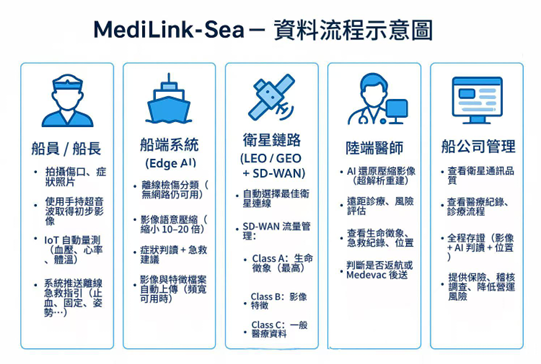 MediLink-Sea — 資料流程示意圖
船員 / 船長
• 拍攝傷口、症
狀照片
• 使用手持超音
波取得初步影
像
• IoT 自動量測
（血壓、心率
、體溫）
• 系統推送離線
急救指引（止
血、固定、姿
勢…）
船端系統
(Edge AI)
• 離線檢傷分類（
無網路仍可用）
• 影像語意壓縮（
縮小 10–20 倍）
• 症狀判讀 + 急救
建議
• 影像與特徵檔案
自動上傳（頻寬
可用時）
衛星鏈路
(LEO / GEO
+ SD-WAN)
• 自動選擇最佳衛
星連線
• SD-WAN 流量管
理：
• Class A：生命
徵象（最高）
• Class B：影像
特徵
• Class C：一般
醫療資料
陸端醫師
• AI 還原壓縮影像
（超解析重建）
• 遠距診療、風險
評估
• 查看生命徵象、
急救紀錄、位置
• 判斷是否返航或
Medevac 後送
船公司管理
• 查看衛星通訊品
質
• 查看醫療紀錄、
診療流程
• 全程存證（影像
+ AI 判讀 + 位置
）
• 提供保險、稽核
調查、降低營運
風險